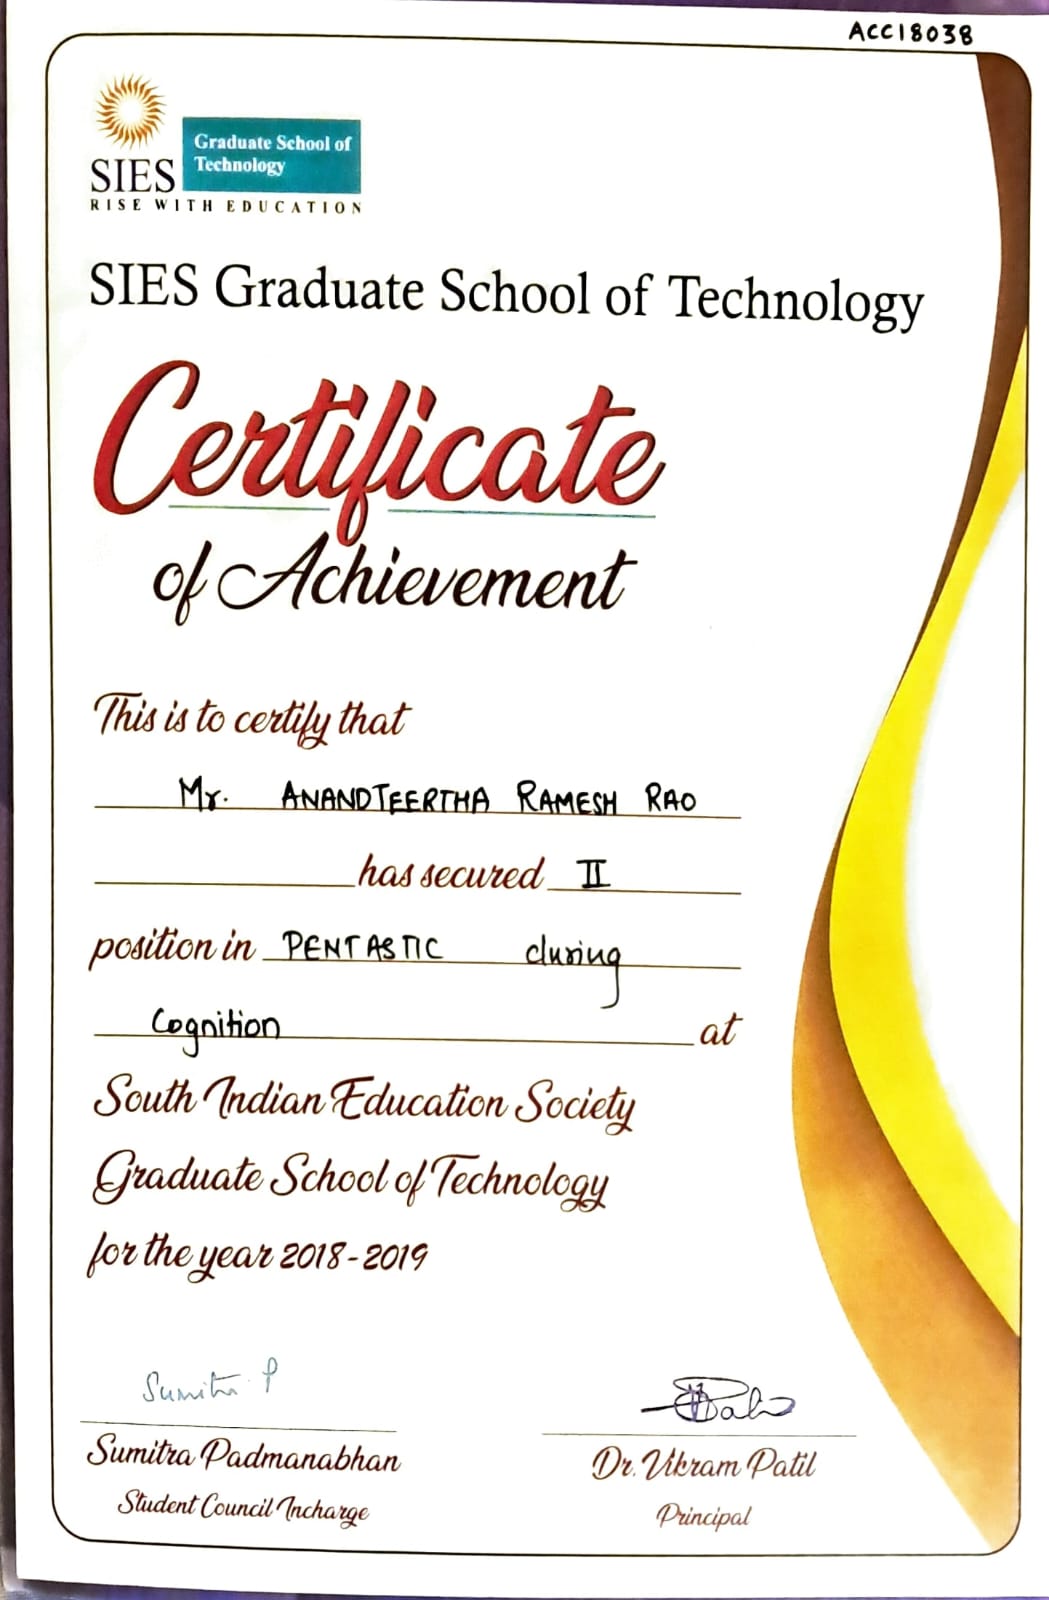 ACC18038
Graduate School of
Technology
SIES
RISE WITH EDUCATION
SIES Graduate School of Technology
Certificate
of Achievement
This is to certify that
Mr. ANANDTEERTHA RAMESH RAO
has secured II
position in PENTASTIC during
Cognition at
South Indian Education Society
Graduate School of Technology
for the year 2018-2019
Sumitra P
Sumitra Padmanabhan
Dr. Vikram Patil
Student Council Incharge
Principal